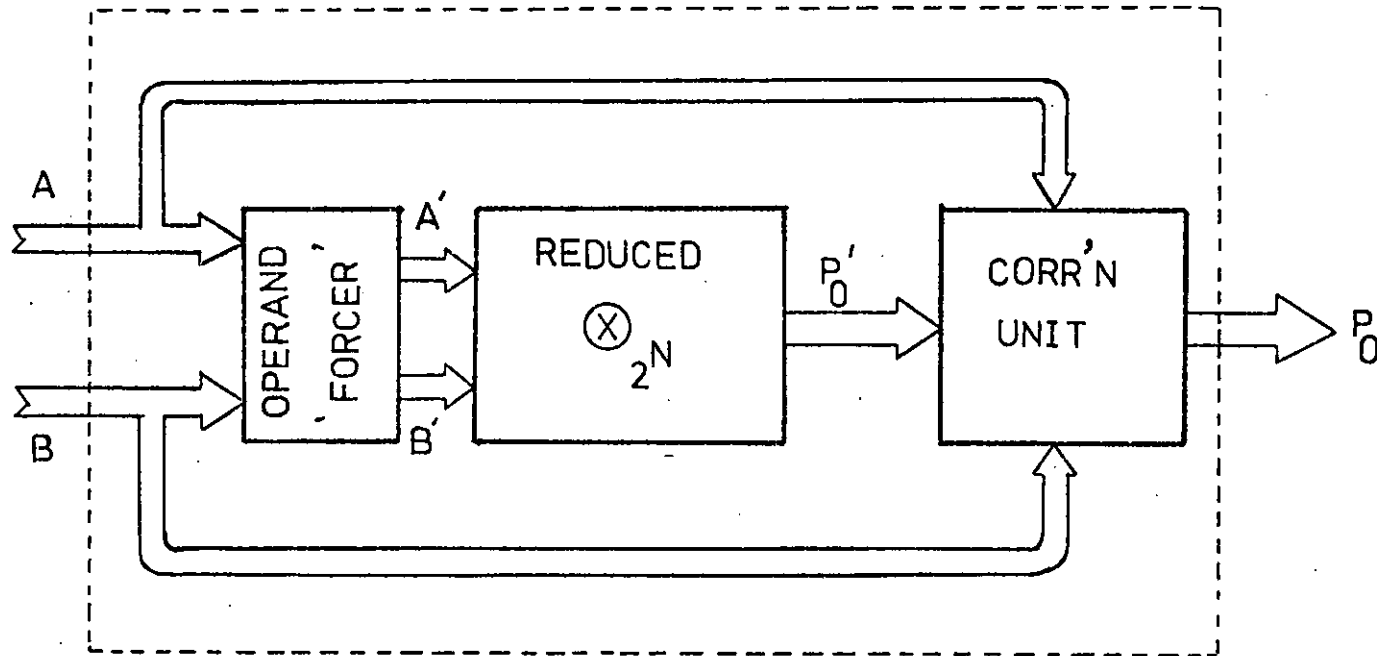 A
B
OPERAND
'FORCER'
A'
B'
REDUCED
⊗ 2^N
P₀'
CORR'N
UNIT
P₀